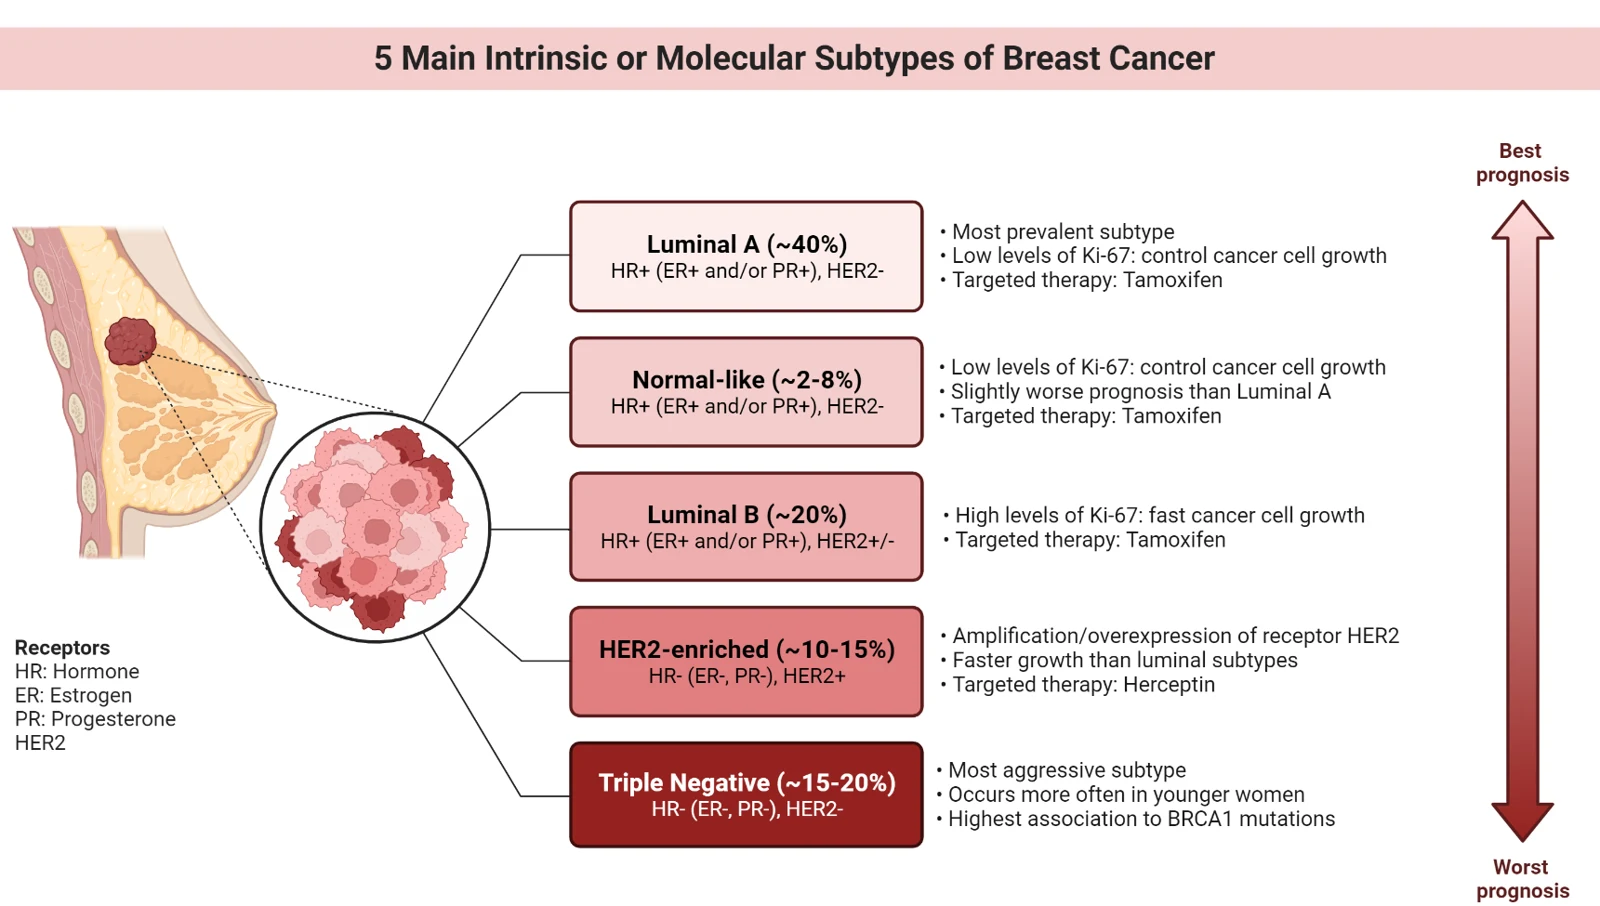 5 Main Intrinsic or Molecular Subtypes of Breast Cancer
Best
prognosis
Luminal A (~40%)
HR+ (ER+ and/or PR+), HER2-
• Most prevalent subtype
• Low levels of Ki-67: control cancer cell growth
• Targeted therapy: Tamoxifen
Normal-like (~2-8%)
HR+ (ER+ and/or PR+), HER2-
• Low levels of Ki-67: control cancer cell growth
• Slightly worse prognosis than Luminal A
• Targeted therapy: Tamoxifen
Luminal B (~20%)
HR+ (ER+ and/or PR+), HER2+/-
• High levels of Ki-67: fast cancer cell growth
• Targeted therapy: Tamoxifen
HER2-enriched (~10-15%)
HR- (ER-, PR-), HER2+
• Amplification/overexpression of receptor HER2
• Faster growth than luminal subtypes
• Targeted therapy: Herceptin
Triple Negative (~15-20%)
HR- (ER-, PR-), HER2-
• Most aggressive subtype
• Occurs more often in younger women
• Highest association to BRCA1 mutations
Receptors
HR: Hormone
ER: Estrogen
PR: Progesterone
HER2
Worst
prognosis